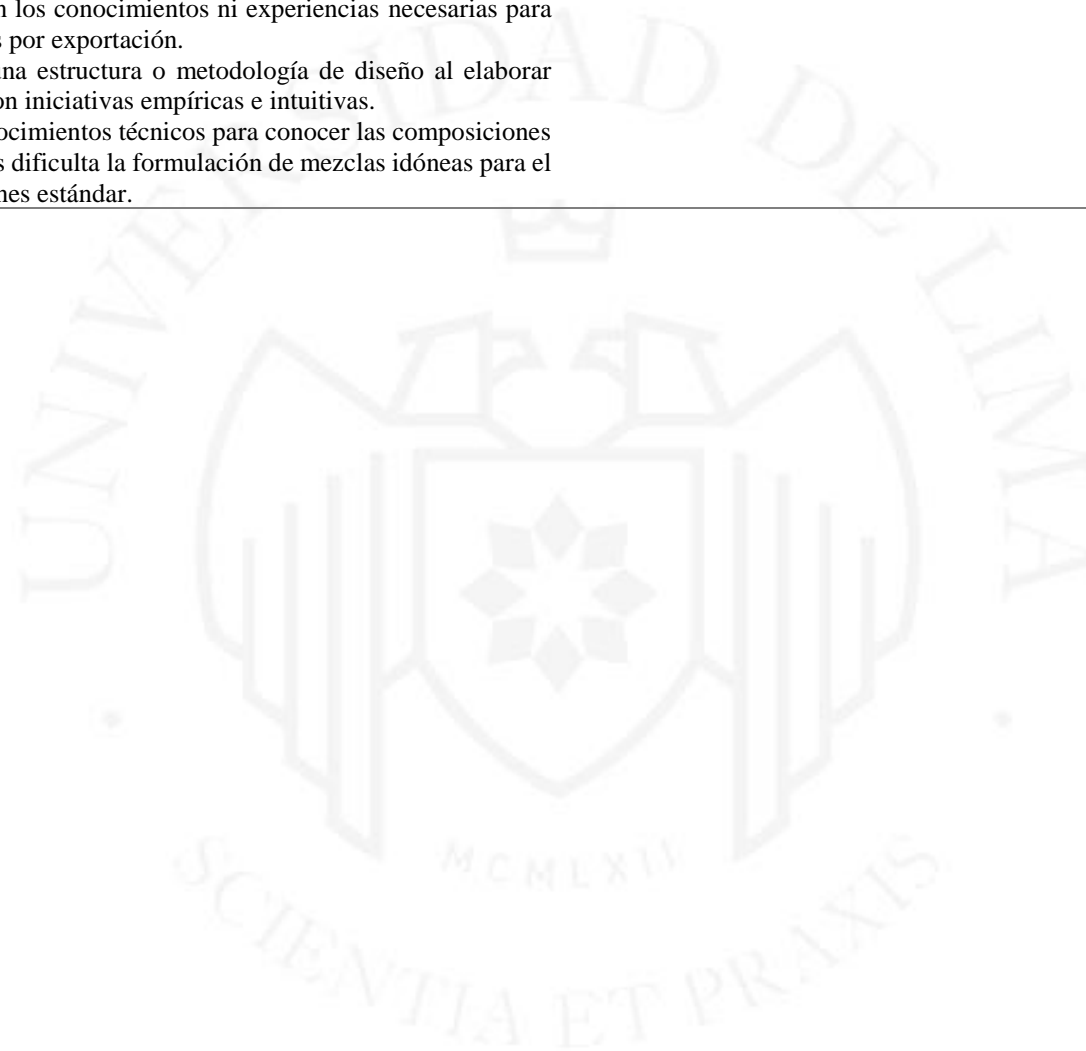 n los conocimientos ni experiencias necesarias para
s por exportación.
una estructura o metodología de diseño al elaborar
on iniciativas empíricas e intuitivas.
ocimientos técnicos para conocer las composiciones
s dificulta la formulación de mezclas idóneas para el
nes estándar.
UNIVERSIDAD DE LIMA
MCMLXII
SCIENTIA ET PRAXIS